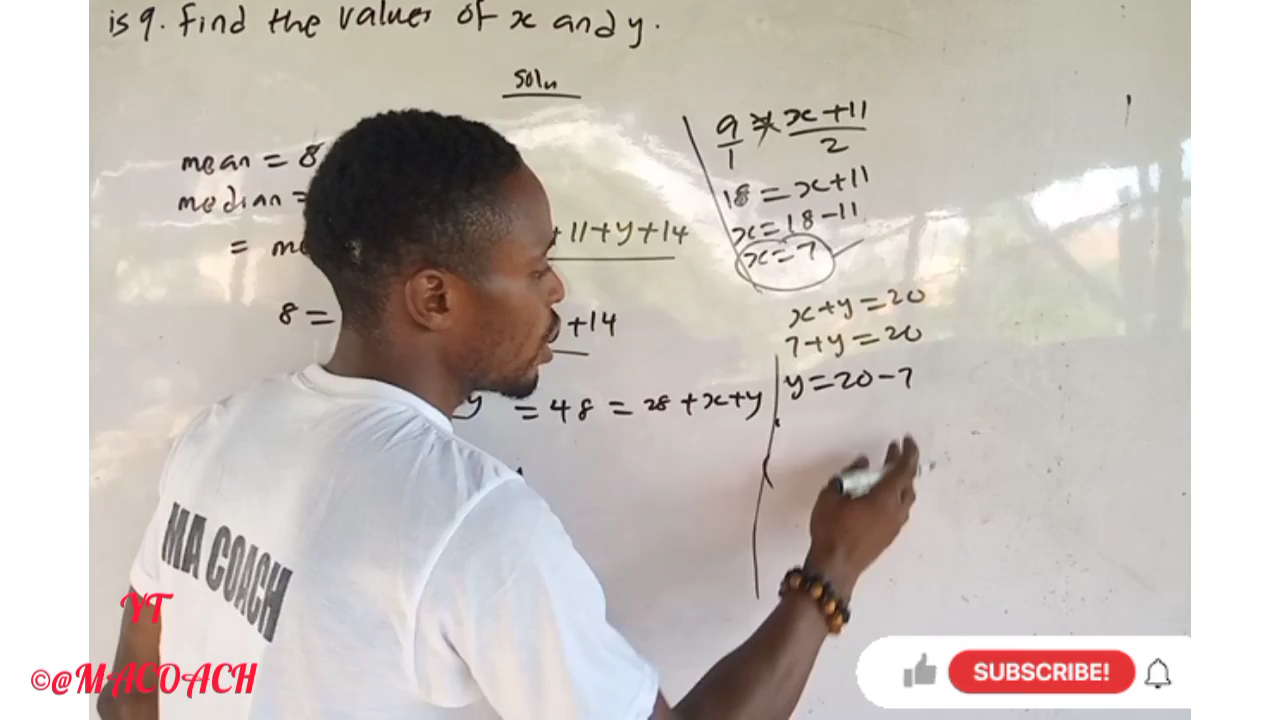 is 9. find the values of x and y.
Soln
mean = 8
median =
= me
+11+y+14
8 =
+14
y = 48 = 28 + x+y
9/1 = x+11/2
18 = x+11
x = 18-11
x = 7
x+y = 20
7+y = 20
y = 20-7
MA COACH
YT
©@MACOACH
SUBSCRIBE!